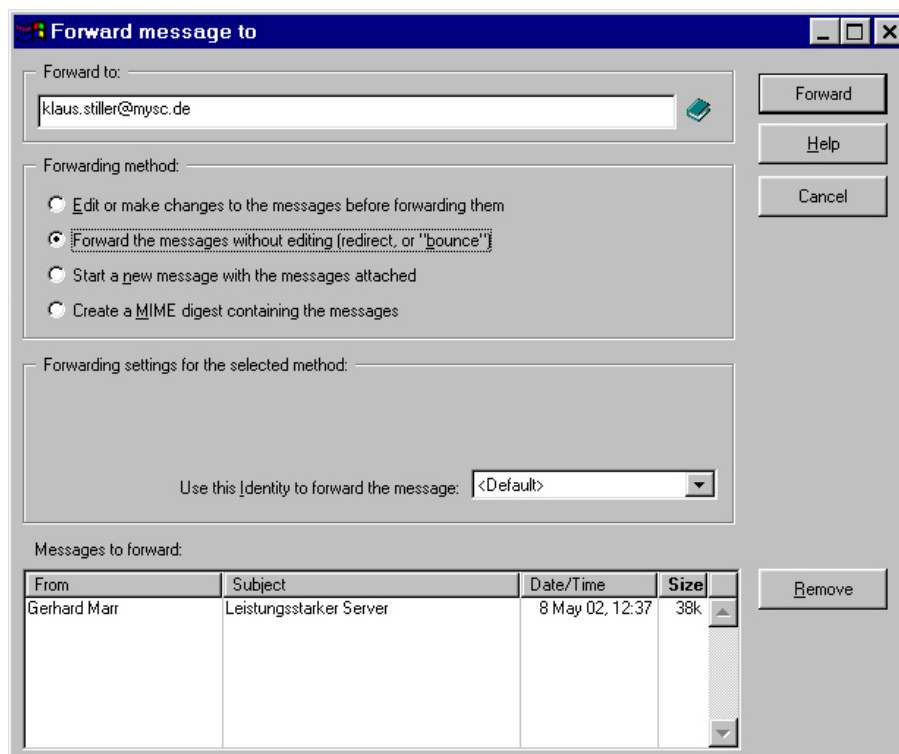 Forward message to
Forward to:
klaus.stiller@mysc.de
Forward
Help
Cancel
Forwarding method:
Edit or make changes to the messages before forwarding them
Forward the messages without editing (redirect, or "bounce")
Start a new message with the messages attached
Create a MIME digest containing the messages
Forwarding settings for the selected method:
Use this Identity to forward the message: <Default>
Messages to forward:
From Subject Date/Time Size
Gerhard Marr Leistungsstarker Server 8 May 02, 12:37 38k
Remove